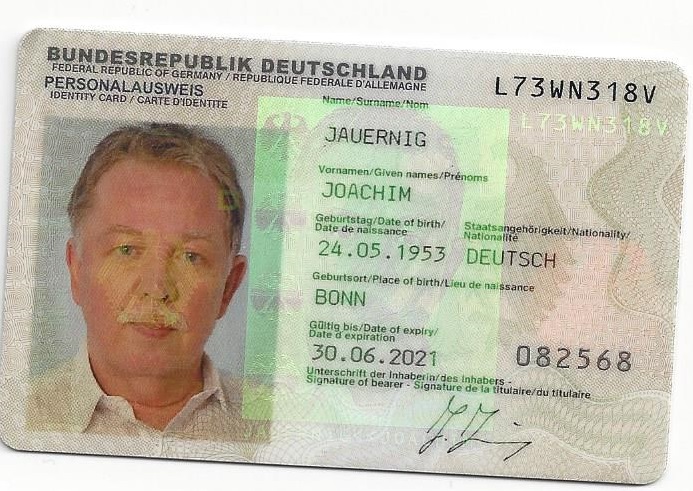 BUNDESREPUBLIK DEUTSCHLAND
FEDERAL REPUBLIC OF GERMANY / REPUBLIQUE FEDERALE D'ALLEMAGNE
PERSONALAUSWEIS
IDENTITY CARD / CARTE D'IDENTITE
L73WN318V
L73WN318V
Name/Surname/Nom
JAUERNIG
Vornamen/Given names/Prénoms
JOACHIM
Geburtstag/Date of birth/
Date de naissance
Staatsangehörigkeit/Nationality/
Nationalité
24.05.1953 DEUTSCH
Geburtsort/Place of birth/Lieu de naissance
BONN
Gültig bis/Date of expiry/
Date d'expiration
30.06.2021 082568
Unterschrift der Inhaberin/des Inhabers -
Signature of bearer - Signature de la titulaire/du titulaire